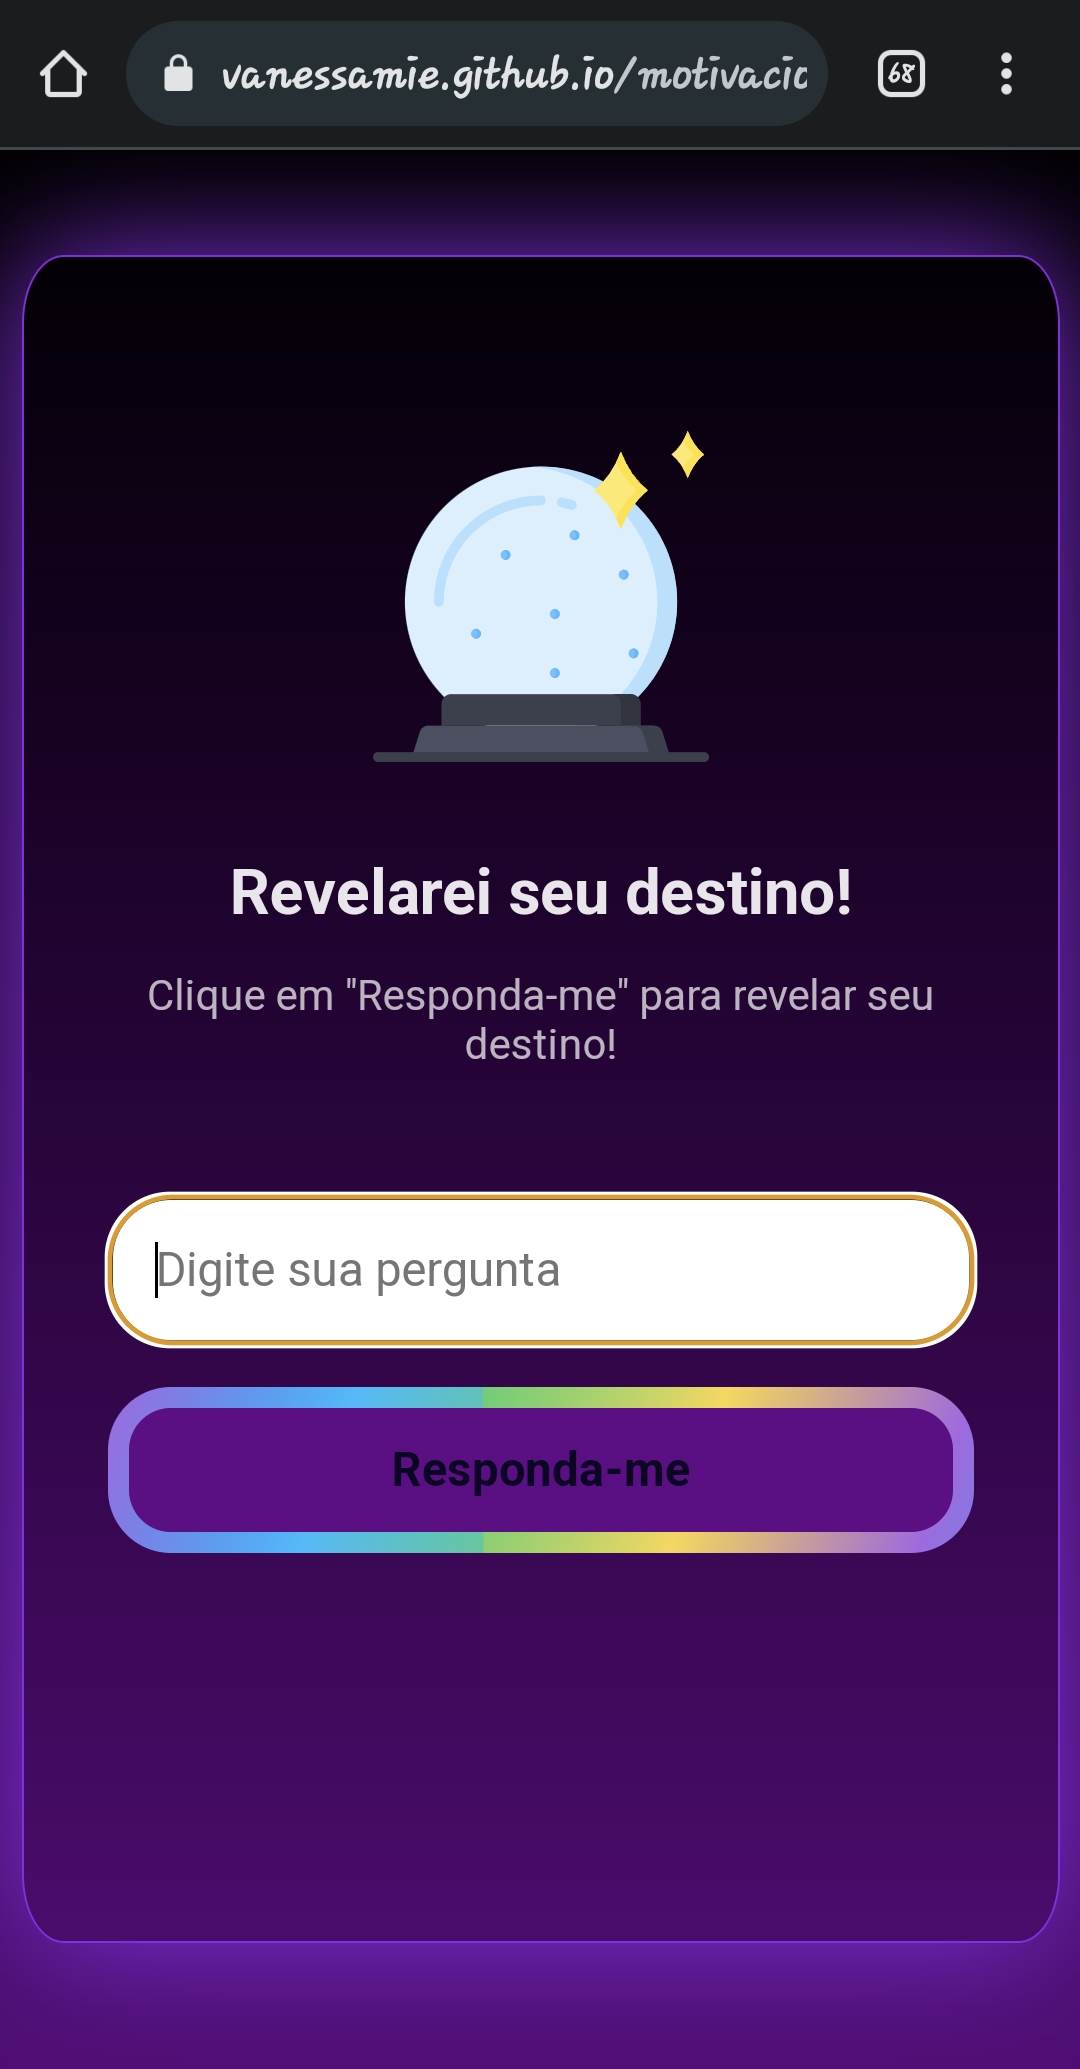 vanessamie.github.io/motivacio
68
Revelarei seu destino!
Clique em "Responda-me" para revelar seu
destino!
Digite sua pergunta
Responda-me